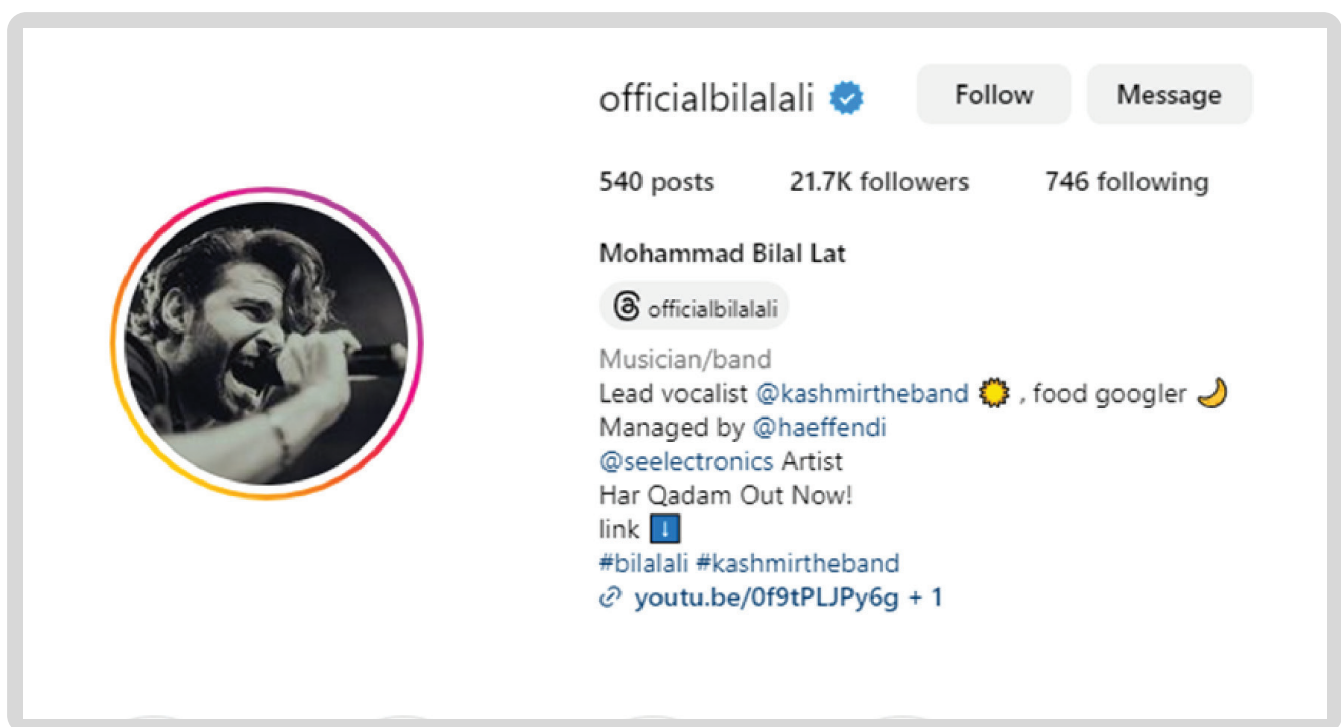 officialbilalali Follow Message
540 posts 21.7K followers 746 following
Mohammad Bilal Lat
officialbilalali
Musician/band
Lead vocalist @kashmirtheband , food googler
Managed by @haeffendi
@seelectronics Artist
Har Qadam Out Now!
link
#bilalali #kashmirtheband
youtu.be/0f9tPLJPy6g + 1